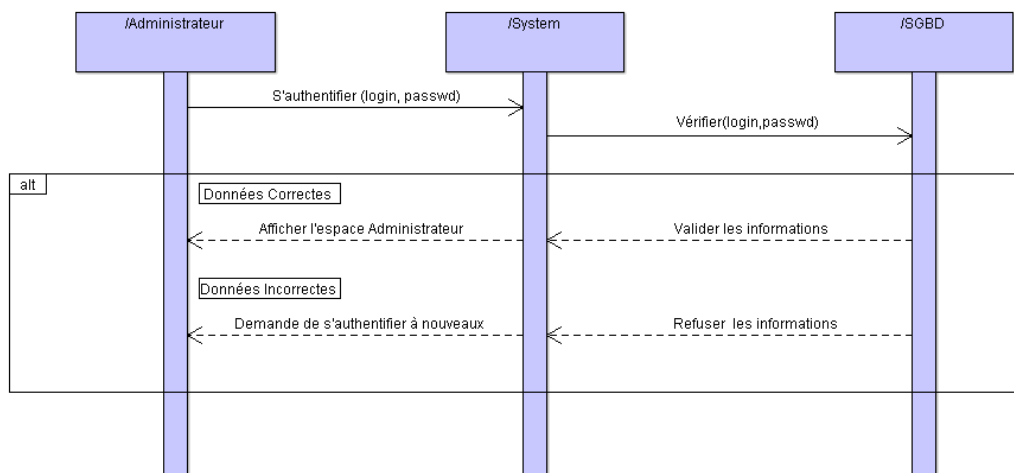 /Administrateur
/System
/SGBD
S'authentifier (login, passwd)
Vérifier(login,passwd)
alt
Données Correctes
Afficher l'espace Administrateur
Valider les informations
Données Incorrectes
Demande de s'authentifier à nouveaux
Refuser les informations